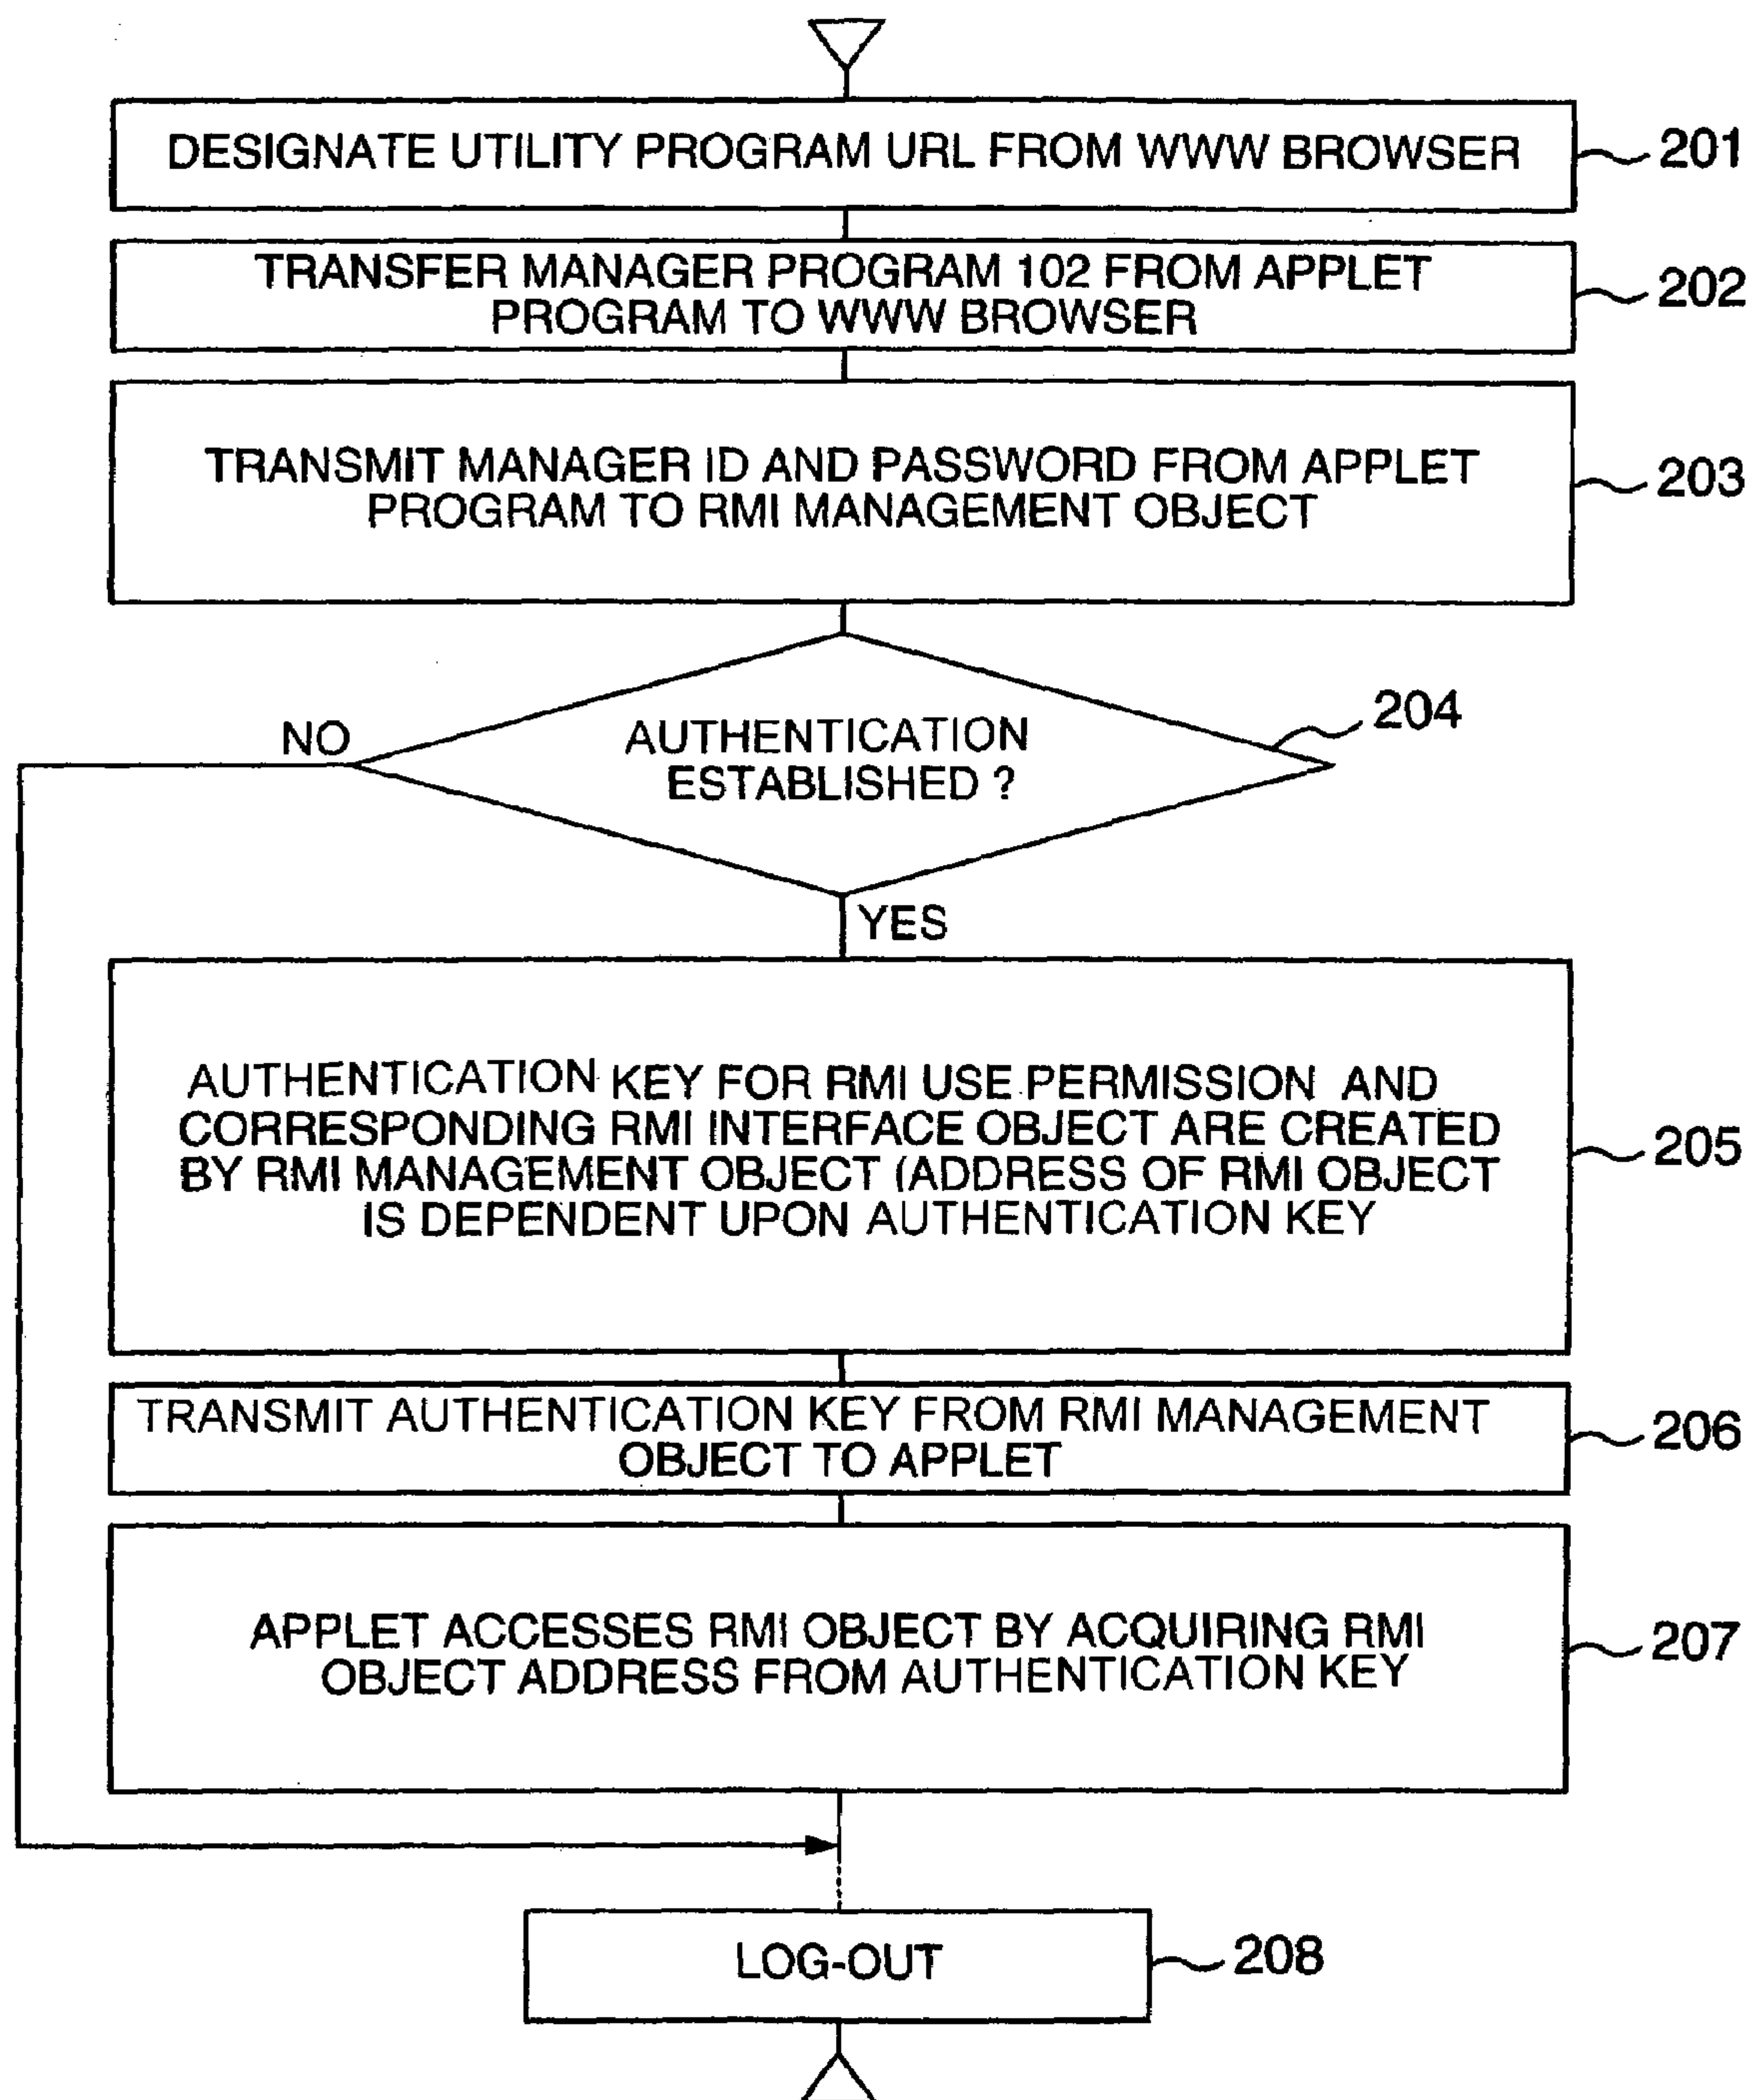 DESIGNATE UTILITY PROGRAM URL FROM WWW BROWSER
201
TRANSFER MANAGER PROGRAM 102 FROM APPLET
PROGRAM TO WWW BROWSER
202
TRANSMIT MANAGER ID AND PASSWORD FROM APPLET
PROGRAM TO RMI MANAGEMENT OBJECT
203
204
NO
AUTHENTICATION
ESTABLISHED ?
YES
AUTHENTICATION KEY FOR RMI USE PERMISSION AND
CORRESPONDING RMI INTERFACE OBJECT ARE CREATED
BY RMI MANAGEMENT OBJECT (ADDRESS OF RMI OBJECT
IS DEPENDENT UPON AUTHENTICATION KEY
205
TRANSMIT AUTHENTICATION KEY FROM RMI MANAGEMENT
OBJECT TO APPLET
206
APPLET ACCESSES RMI OBJECT BY ACQUIRING RMI
OBJECT ADDRESS FROM AUTHENTICATION KEY
207
LOG-OUT
208